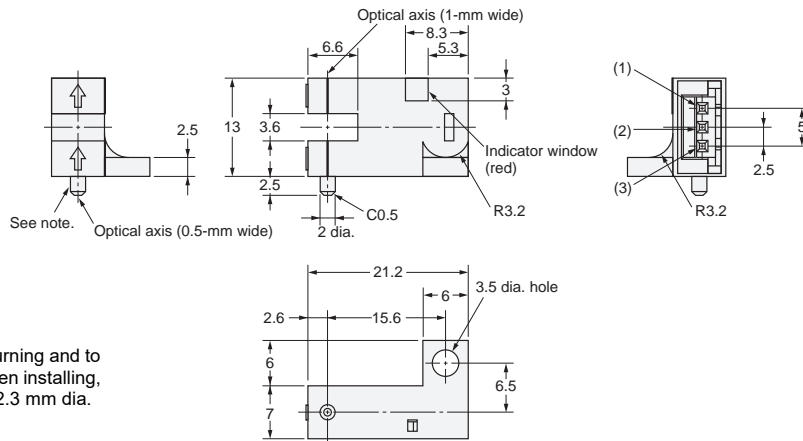 Optical axis (1-mm wide)
8.3
6.6
5.3
(1)
3
2.5
13
3.6
(2)
(5)
Indicator window
(red)
2.5
2.5
(3)
See note.
C0.5
R3.2
R3.2
Optical axis (0.5-mm wide)
2 dia.
21.2
3.5 dia. hole
6
2.6
15.6
urning and to
en installing,
2.3 mm dia.
6
6.5
7